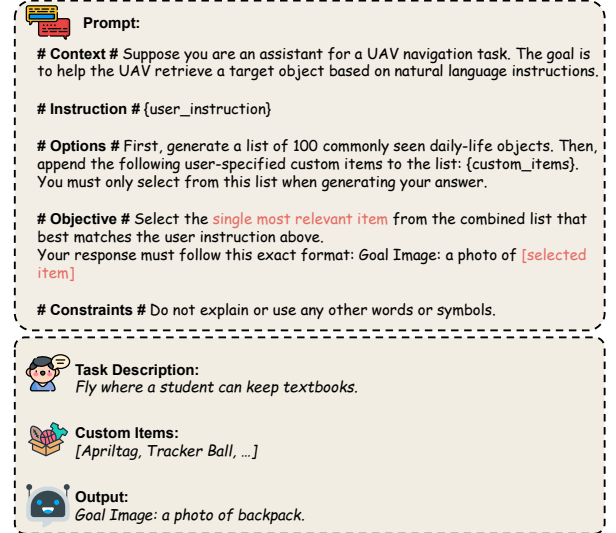 Prompt:
# Context # Suppose you are an assistant for a UAV navigation task. The goal is
to help the UAV retrieve a target object based on natural language instructions.
# Instruction # {user_instruction}
# Options # First, generate a list of 100 commonly seen daily-life objects. Then,
append the following user-specified custom items to the list: {custom_items}.
You must only select from this list when generating your answer.
# Objective # Select the single most relevant item from the combined list that
best matches the user instruction above.
Your response must follow this exact format: Goal Image: a photo of [selected
item]
# Constraints # Do not explain or use any other words or symbols.
Task Description:
Fly where a student can keep textbooks.
Custom Items:
[Apriltag, Tracker Ball, …]
Output:
Goal Image: a photo of backpack.